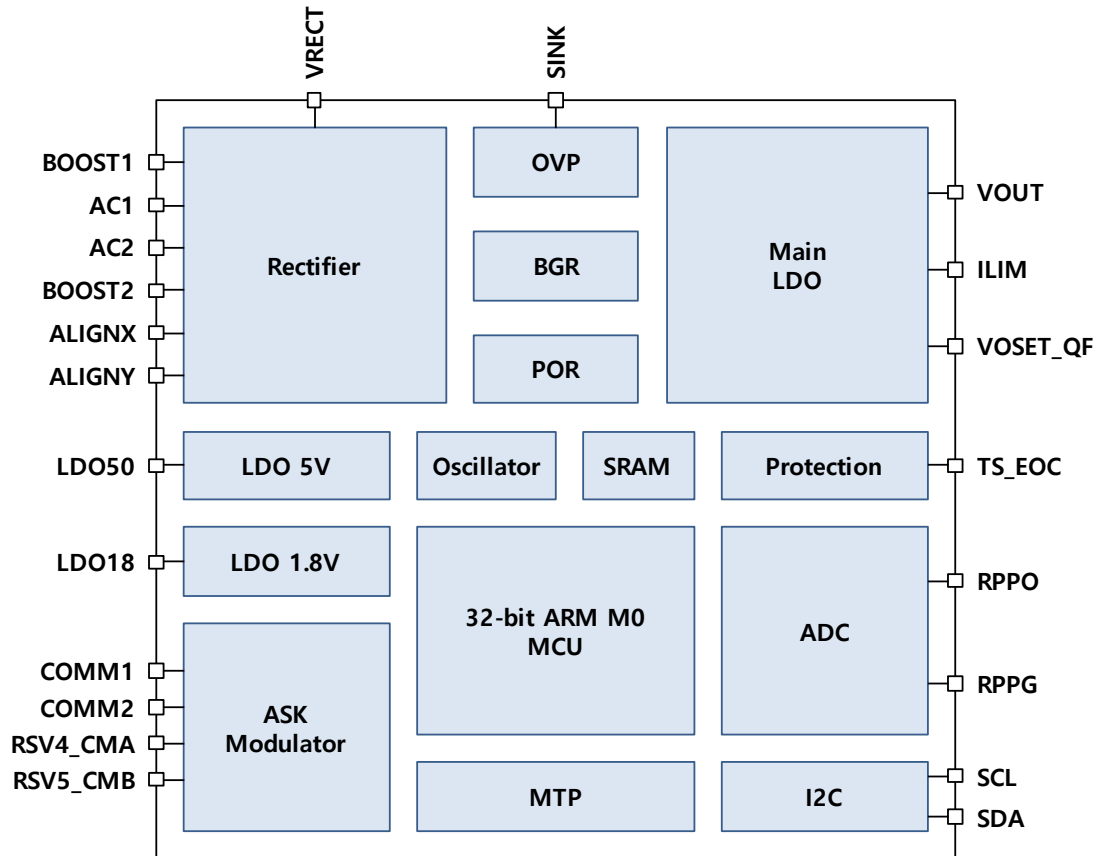 VRECT
SINK
BOOST1
AC1
AC2
BOOST2
ALIGNX
ALIGNY
LDO50
LDO18
COMM1
COMM2
RSV4_CMA
RSV5_CMB
Rectifier
OVP
BGR
POR
Main
LDO
LDO 5V
Oscillator
SRAM
Protection
LDO 1.8V
32-bit ARM M0
MCU
ADC
ASK
Modulator
MTP
I2C
VOUT
ILIM
VOSET_QF
TS_EOC
RPPO
RPPG
SCL
SDA